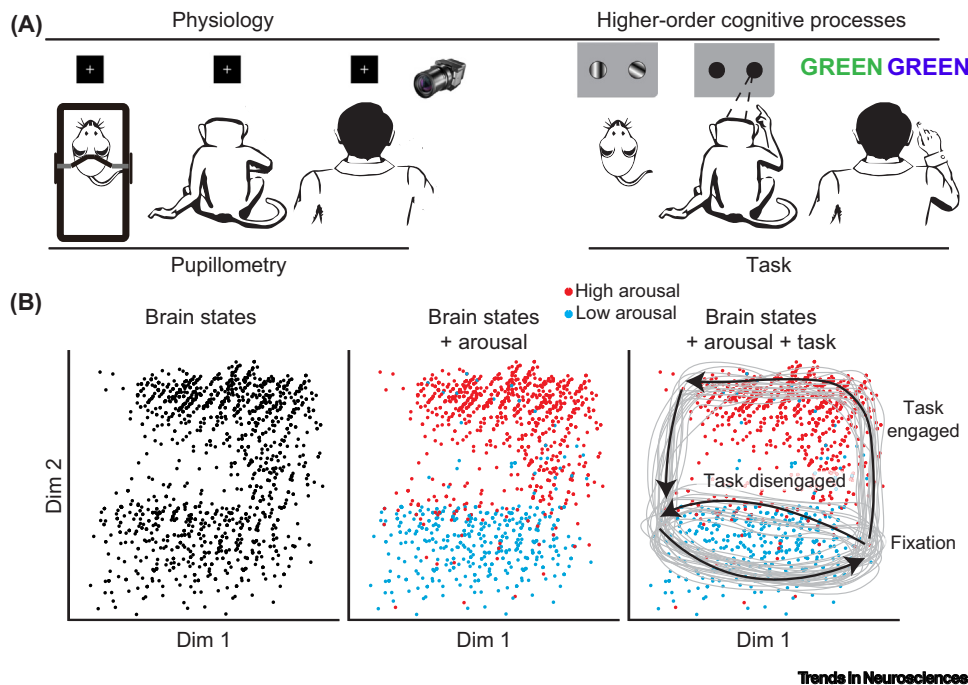 (A)
Physiology
Higher-order cognitive processes
GREEN GREEN
Pupillometry
Task
(B)
High arousal
Low arousal
Brain states
Brain states
+ arousal
Brain states
+ arousal + task
Task
engaged
Task disengaged
Fixation
Dim 2
Dim 1
Dim 1
Dim 1
Trends in Neurosciences